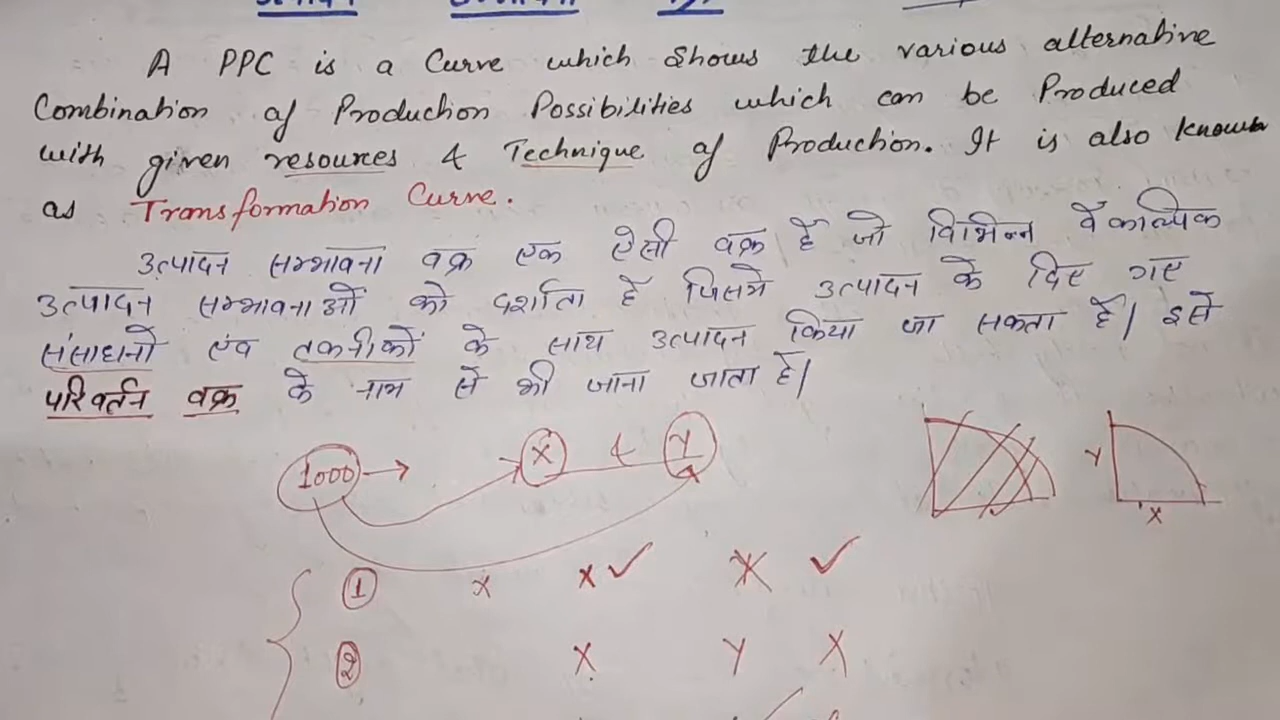 A PPC is a Curve which Shows the various alternative
Combination of Production Possibilities which can be Produced
with given resources & Technique of Production. It is also known
as Transformation Curve.
उत्पादन सम्भावना वक्र एक ऐसी वक्र है जो विभिन्न वैकाल्पिक
उत्पादन सम्भावनाओं को दर्शाता है जिसमे उत्पादन के दिए गए
संसाधनों एंव तकनीकों के साथ उत्पादन किया जा सकता है। इसे
परिवर्तन वक्र के नाम से भी जाना जाता है।
1000 → X & Y
Y X
1 X X ✓ X ✓
2 X Y X